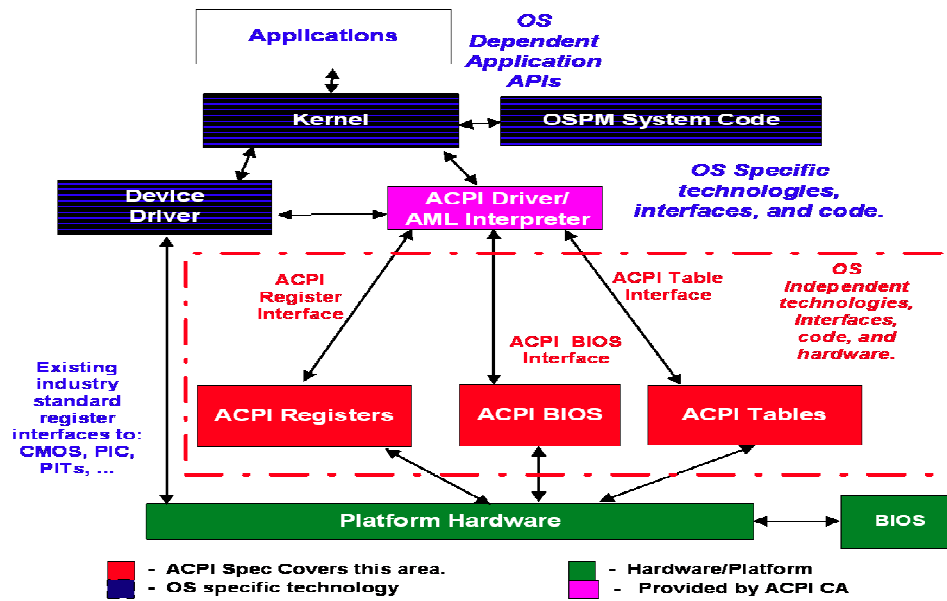 Applications
OS
Dependent
Application
APIs
Kernel
OSPM System Code
OS Specific
technologies,
interfaces, and code.
Device
Driver
ACPI Driver/
AML Interpreter
ACPI
Register
Interface
ACPI Table
Interface
OS
Independent
technologies,
Interfaces,
code, and
hardware.
ACPI BIOS
Interface
Existing
industry
standard
register
interfaces to:
CMOS, PIC,
PITs, ...
ACPI Registers
ACPI BIOS
ACPI Tables
Platform Hardware
BIOS
- ACPI Spec Covers this area.
- OS specific technology
- Hardware/Platform
- Provided by ACPI CA